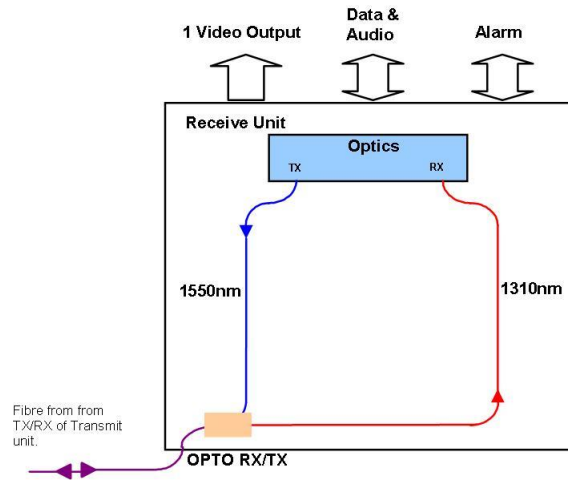 1 Video Output
Data &
Audio
Alarm
Receive Unit
Optics
TX
RX
1550nm
1310nm
Fibre from from
TX/RX of Transmit
unit.
OPTO RX/TX